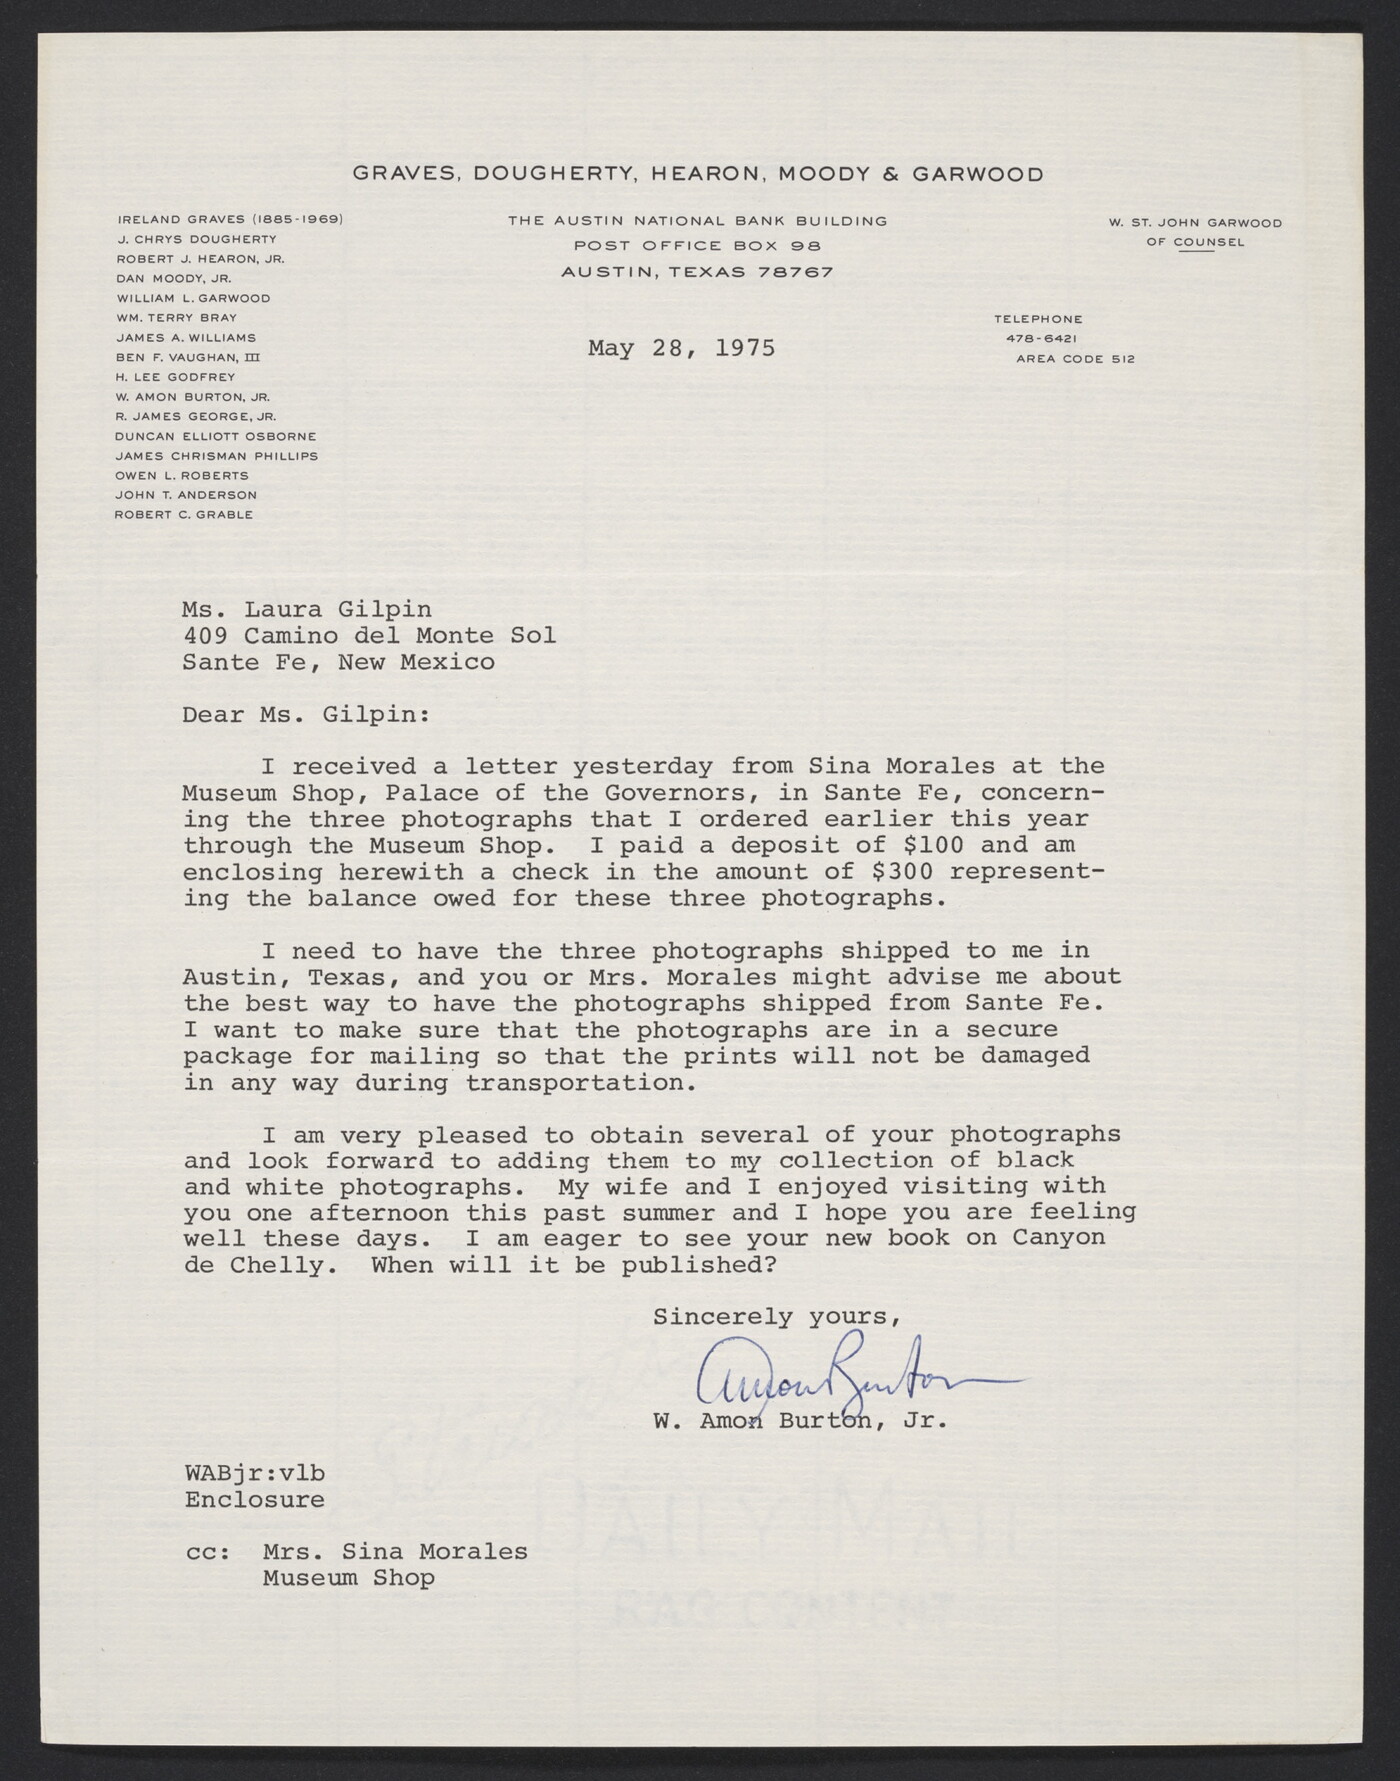 GRAVES, DOUGHERTY, HEARON, MOODY & GARWOOD
IRELAND GRAVES (1885-1969)
J. CHRYS DOUGHERTY
ROBERT J. HEARON, JR.
DAN MOODY, JR.
WILLIAM L. GARWOOD
WM. TERRY BRAY
JAMES A. WILLIAMS
BEN F. VAUGHAN, III
H. LEE GODFREY
W. AMON BURTON, JR.
R. JAMES GEORGE, JR.
DUNCAN ELLIOTT OSBORNE
JAMES CHRISMAN PHILLIPS
OWEN L. ROBERTS
JOHN T. ANDERSON
ROBERT C. GRABLE
THE AUSTIN NATIONAL BANK BUILDING
POST OFFICE BOX 98
AUSTIN, TEXAS 78767
W. ST. JOHN GARWOOD
OF COUNSEL
TELEPHONE
478-6421
AREA CODE 512
May 28, 1975
Ms. Laura Gilpin
409 Camino del Monte Sol
Sante Fe, New Mexico
Dear Ms. Gilpin:
I received a letter yesterday from Sina Morales at the
Museum Shop, Palace of the Governors, in Sante Fe, concern-
ing the three photographs that I ordered earlier this year
through the Museum Shop.  I paid a deposit of $100 and am
enclosing herewith a check in the amount of $300 represent-
ing the balance owed for these three photographs.
I need to have the three photographs shipped to me in
Austin, Texas, and you or Mrs. Morales might advise me about
the best way to have the photographs shipped from Sante Fe.
I want to make sure that the photographs are in a secure
package for mailing so that the prints will not be damaged
in any way during transportation.
I am very pleased to obtain several of your photographs
and look forward to adding them to my collection of black
and white photographs.  My wife and I enjoyed visiting with
you one afternoon this past summer and I hope you are feeling
well these days.  I am eager to see your new book on Canyon
de Chelly.  When will it be published?
Sincerely yours,
Amon Burton
W. Amon Burton, Jr.
WABjr:vlb
Enclosure
cc:  Mrs. Sina Morales
Museum Shop
RAG CONTENT